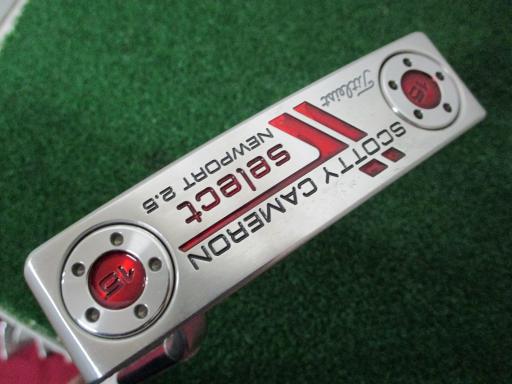 SCOTTY CAMERON
select
NEWPORT 2.5
Titleist
15
15